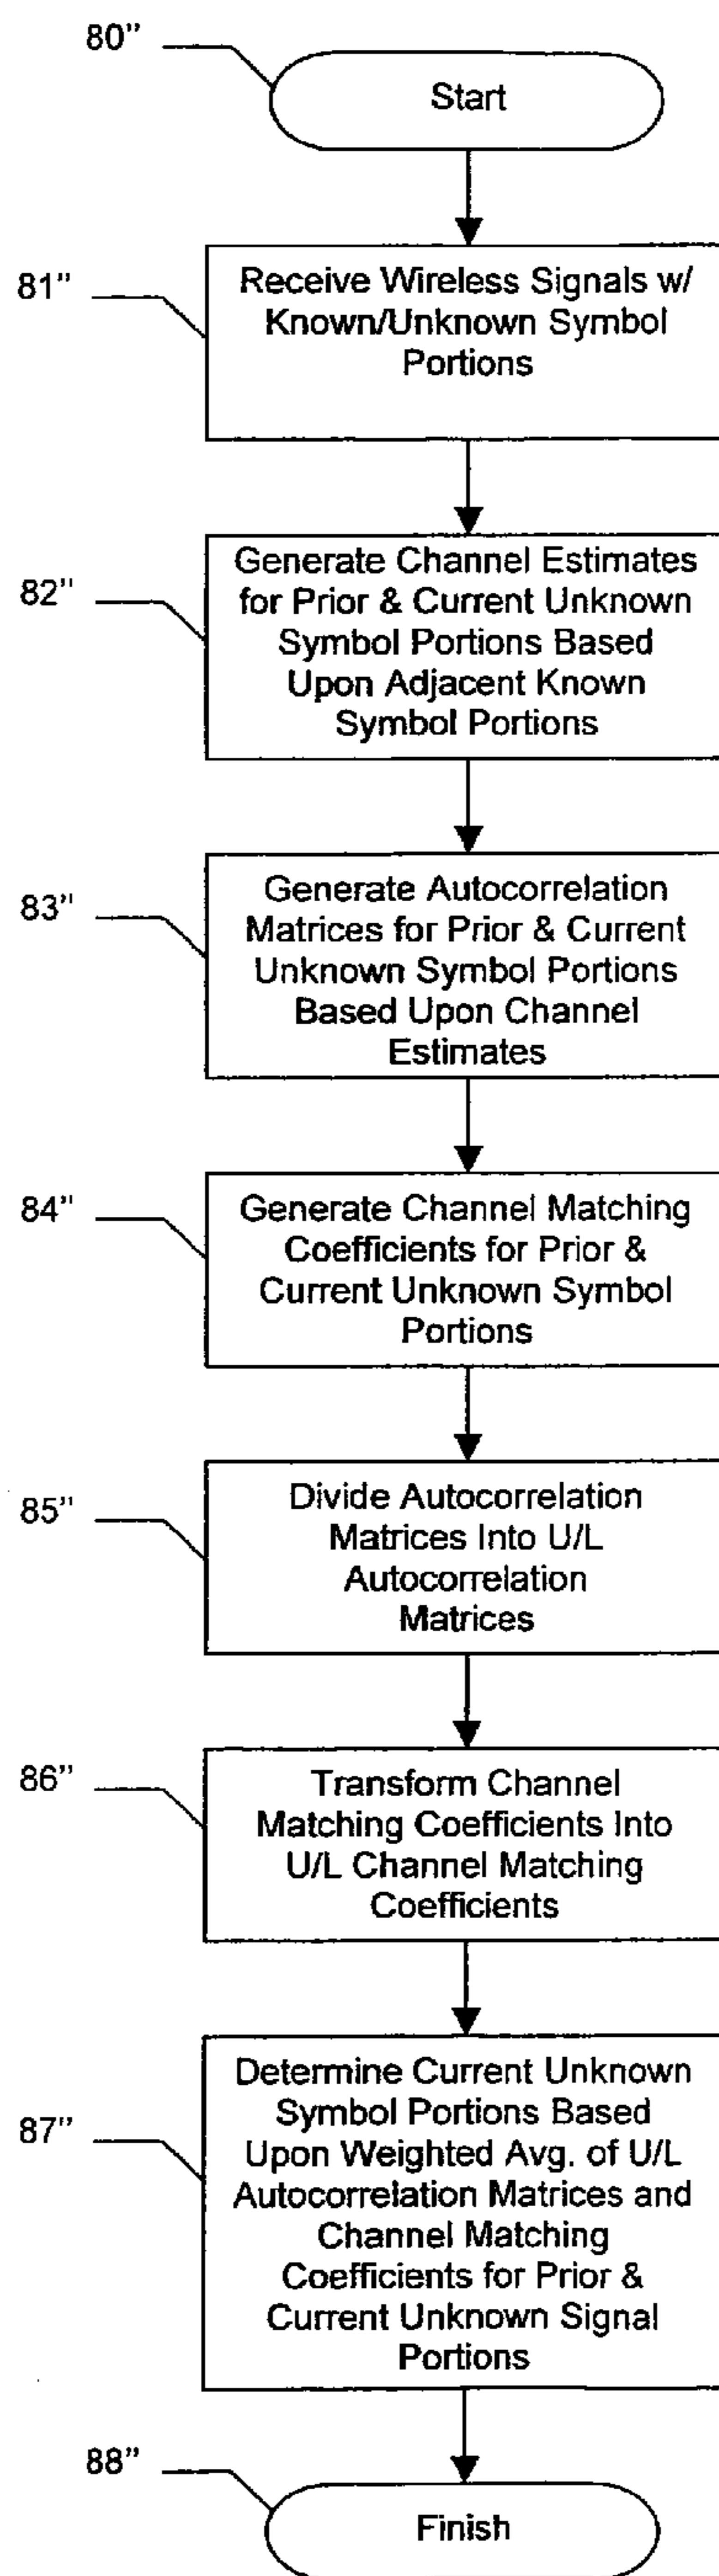 80"
Start
81"
Receive Wireless Signals w/
Known/Unknown Symbol
Portions
82"
Generate Channel Estimates
for Prior & Current Unknown
Symbol Portions Based
Upon Adjacent Known
Symbol Portions
83"
Generate Autocorrelation
Matrices for Prior & Current
Unknown Symbol Portions
Based Upon Channel
Estimates
84"
Generate Channel Matching
Coefficients for Prior &
Current Unknown Symbol
Portions
85"
Divide Autocorrelation
Matrices Into U/L
Autocorrelation
Matrices
86"
Transform Channel
Matching Coefficients Into
U/L Channel Matching
Coefficients
87"
Determine Current Unknown
Symbol Portions Based
Upon Weighted Avg. of U/L
Autocorrelation Matrices and
Channel Matching
Coefficients for Prior &
Current Unknown Signal
Portions
88"
Finish